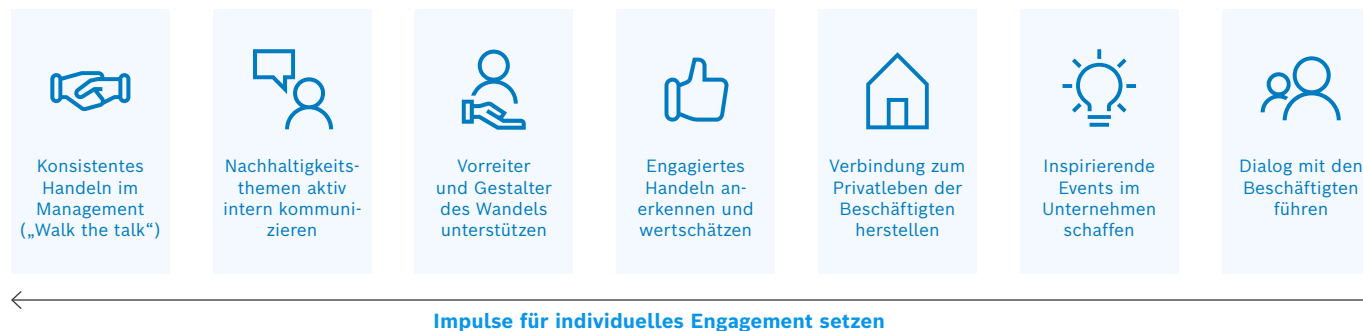 Konsistentes
Handeln im
Management
(„Walk the talk“)
Nachhaltigkeits-
themen aktiv
intern kommuni-
zieren
Vorreiter
und Gestalter
des Wandels
unterstützen
Engagiertes
Handeln an-
erkennen und
wertschätzen
Verbindung zum
Privatleben der
Beschäftigten
herstellen
Inspirierende
Events im
Unternehmen
schaffen
Dialog mit den
Beschäftigten
führen
Impulse für individuelles Engagement setzen